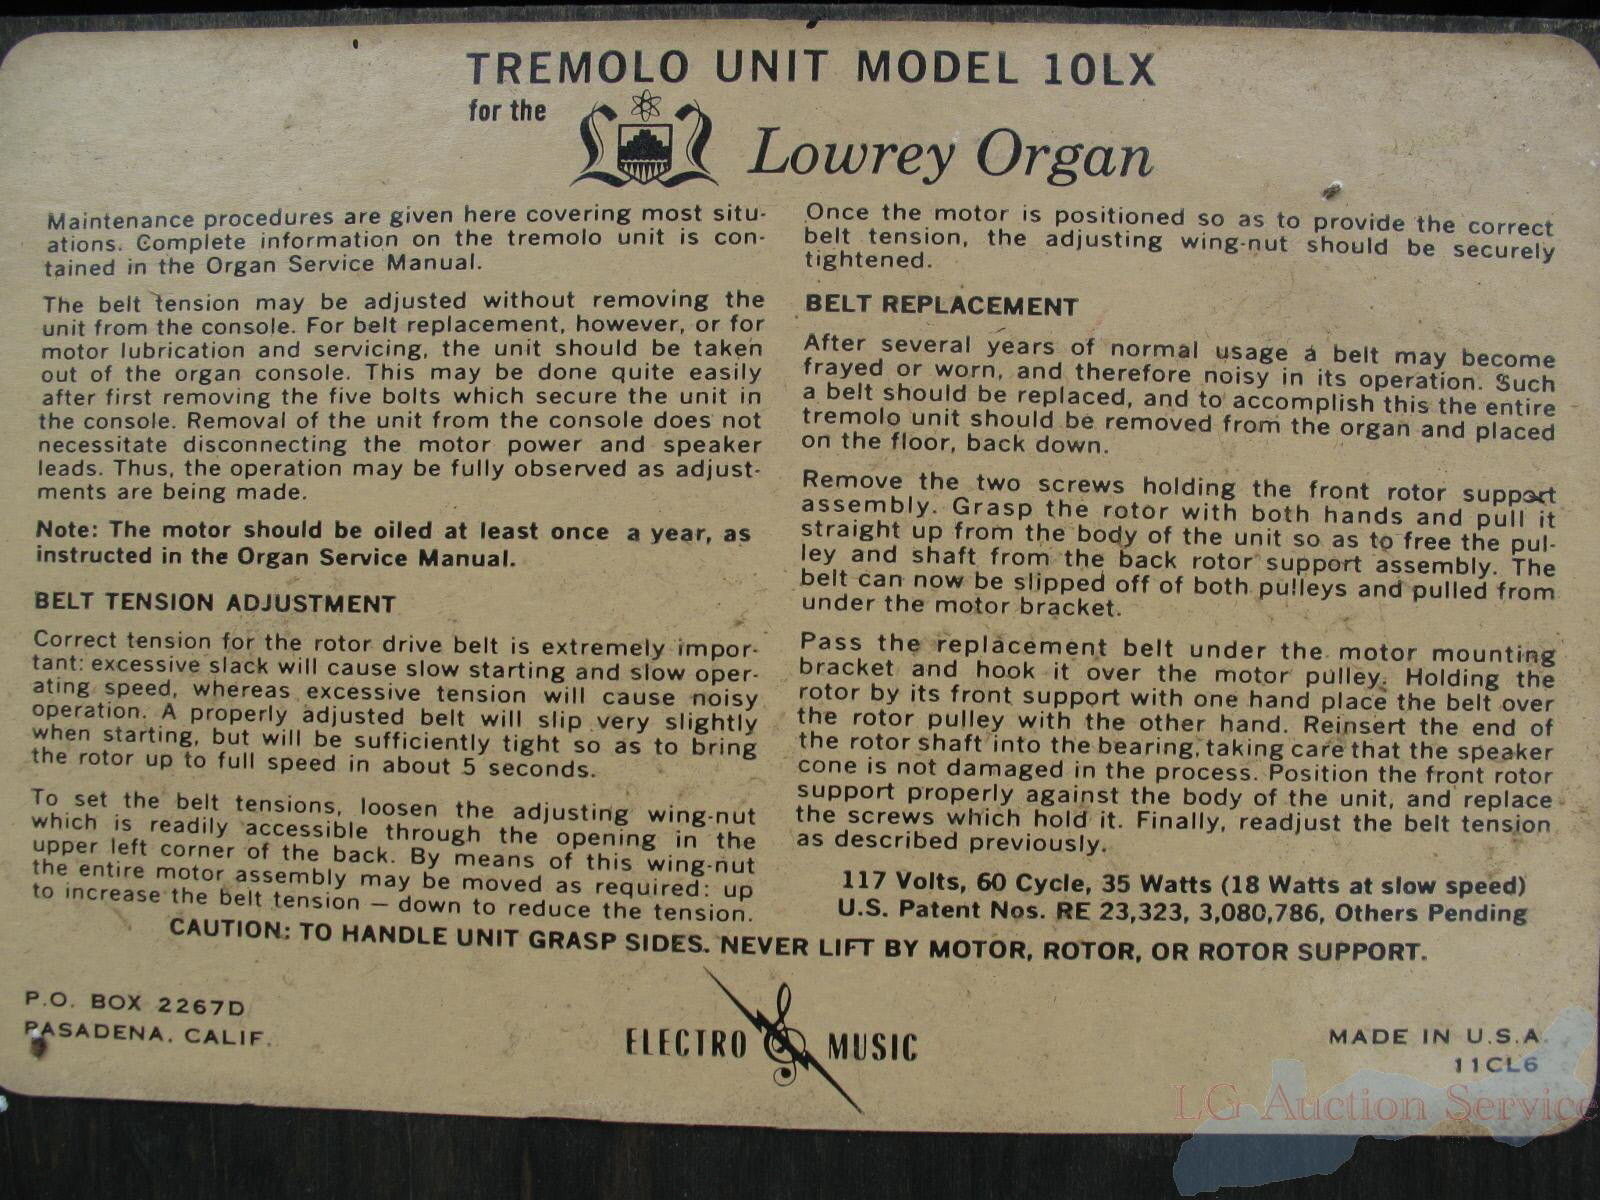 TREMOLO UNIT MODEL 10LX
for the
Lowrey Organ
Maintenance procedures are given here covering most situ-
ations. Complete information on the tremolo unit is con-
tained in the Organ Service Manual.
The belt tension may be adjusted without removing the
unit from the console. For belt replacement, however, or for
motor lubrication and servicing, the unit should be taken
out of the organ console. This may be done quite easily
after first removing the five bolts which secure the unit in
the console. Removal of the unit from the console does not
necessitate disconnecting the motor power and speaker
leads. Thus, the operation may be fully observed as adjust-
ments are being made.
Note: The motor should be oiled at least once a year, as
instructed in the Organ Service Manual.
BELT TENSION ADJUSTMENT
Correct tension for the rotor drive belt is extremely impor-
tant: excessive slack will cause slow starting and slow oper-
ating speed, whereas excessive tension will cause noisy
operation. A properly adjusted belt will slip very slightly
when starting, but will be sufficiently tight so as to bring
the rotor up to full speed in about 5 seconds.
To set the belt tensions, loosen the adjusting wing-nut
which is readily accessible through the opening in the
upper left corner of the back. By means of this wing-nut
the entire motor assembly may be moved as required: up
to increase the belt tension — down to reduce the tension.
Once the motor is positioned so as to provide the correct
belt tension, the adjusting wing-nut should be securely
tightened.
BELT REPLACEMENT
After several years of normal usage a belt may become
frayed or worn, and therefore noisy in its operation. Such
a belt should be replaced, and to accomplish this the entire
tremolo unit should be removed from the organ and placed
on the floor, back down.
Remove the two screws holding the front rotor support
assembly. Grasp the rotor with both hands and pull it
straight up from the body of the unit so as to free the pul-
ley and shaft from the back rotor support assembly. The
belt can now be slipped off of both pulleys and pulled from
under the motor bracket.
Pass the replacement belt under the motor mounting
bracket and hook it over the motor pulley. Holding the
rotor by its front support with one hand place the belt over
the rotor pulley with the other hand. Reinsert the end of
the rotor shaft into the bearing, taking care that the speaker
cone is not damaged in the process. Position the front rotor
support properly against the body of the unit, and replace
the screws which hold it. Finally, readjust the belt tension
as described previously.
117 Volts, 60 Cycle, 35 Watts (18 Watts at slow speed)
U.S. Patent Nos. RE 23,323, 3,080,786, Others Pending
CAUTION: TO HANDLE UNIT GRASP SIDES. NEVER LIFT BY MOTOR, ROTOR, OR ROTOR SUPPORT.
P.O. BOX 2267D
PASADENA, CALIF.
ELECTRO MUSIC
MADE IN U.S.A.
11CL6
LG Auction Service